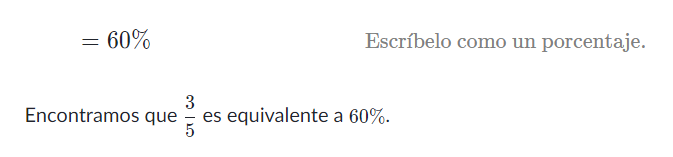 = 60% Escríbelo como un porcentaje.
Encontramos que 3/5 es equivalente a 60%.